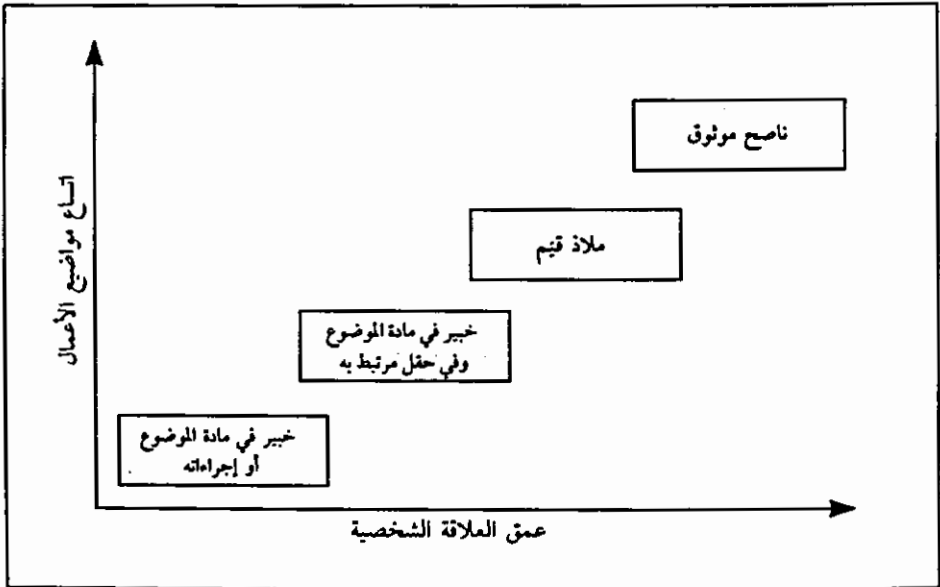 ناصح موثوق
ملاذ قيّم
خبير في مادة الموضوع
وفي حقل مرتبط به
خبير في مادة الموضوع
أو إجراءاته
اتساع مواضيع الأعمال
عمق العلاقة الشخصية